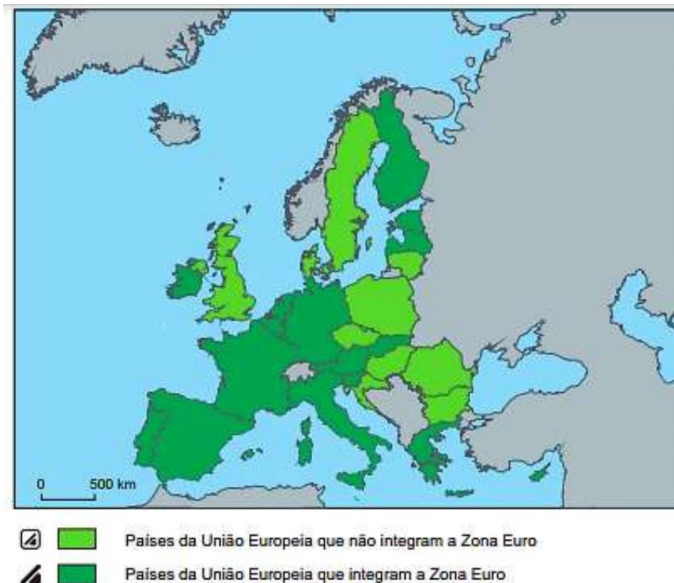 0 500 km
Países da União Europeia que não integram a Zona Euro
Países da União Europeia que integram a Zona Euro